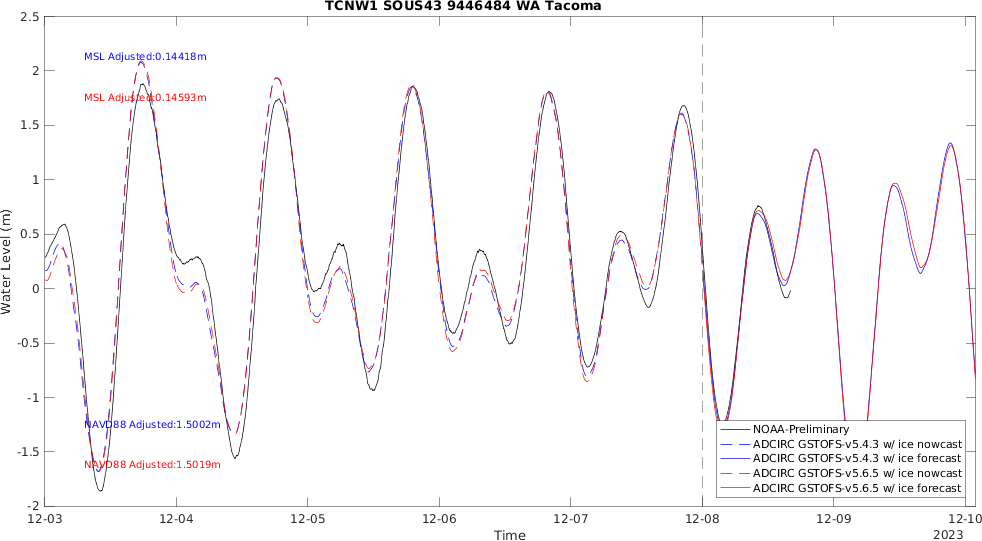 TCNW1 SOUS43 9446484 WA Tacoma
2.5
2
1.5
1
0.5
0
-0.5
-1
-1.5
-2
Water Level (m)
MSL Adjusted:0.14418m
MSL Adjusted:0.14593m
NAVD88 Adjusted:1.5002m
NAVD88 Adjusted:1.5019m
NOAA-Preliminary
ADCIRC GSTOFS-v5.4.3 w/ ice nowcast
ADCIRC GSTOFS-v5.4.3 w/ ice forecast
ADCIRC GSTOFS-v5.6.5 w/ ice nowcast
ADCIRC GSTOFS-v5.6.5 w/ ice forecast
12-03 12-04 12-05 12-06 12-07 12-08 12-09 12-10
Time
2023